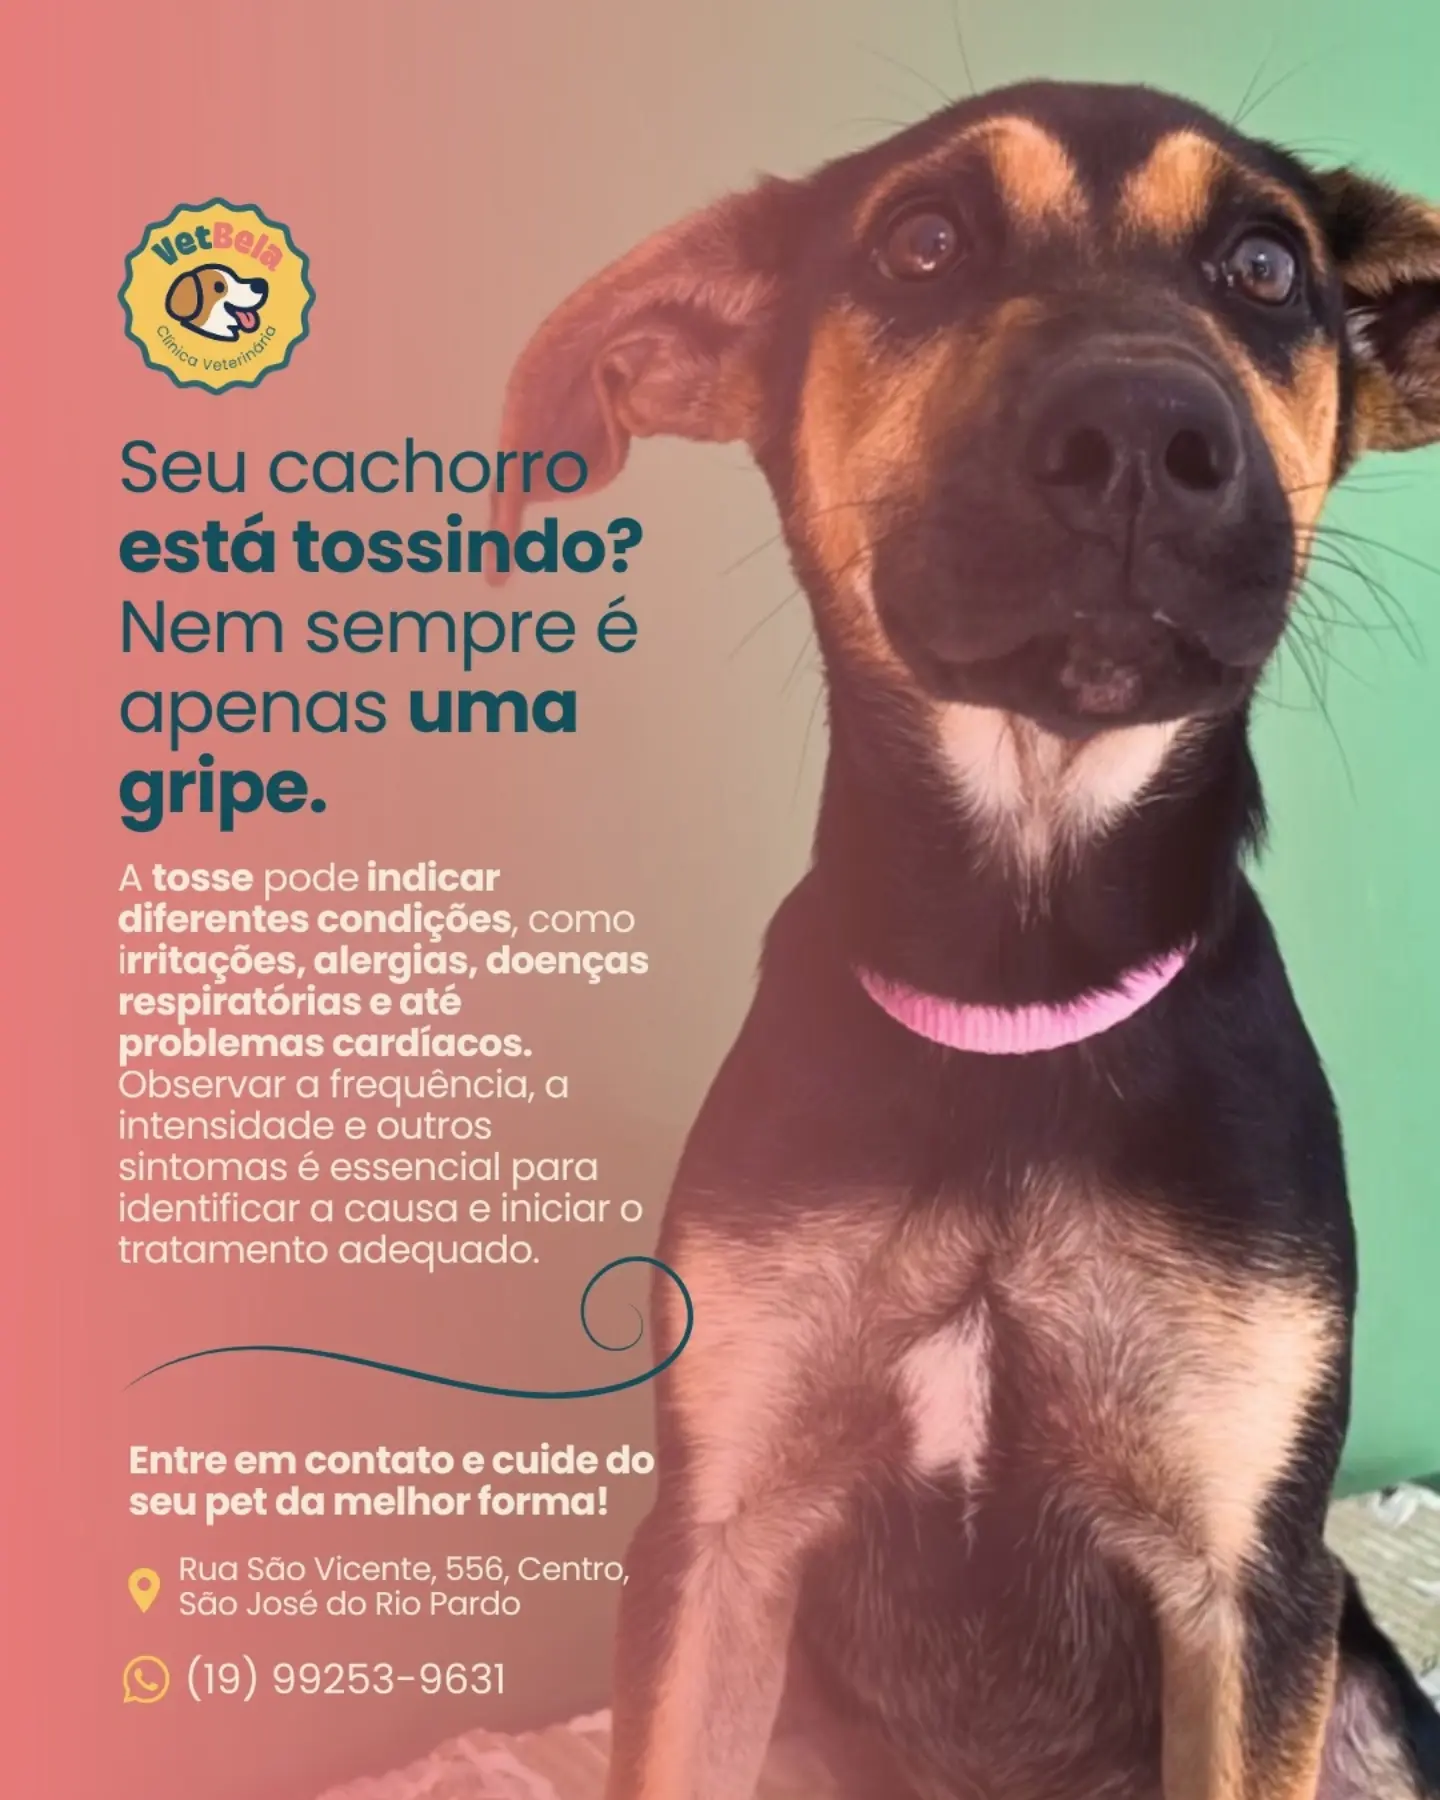 VetBela
Clínica Veterinária
Seu cachorro
está tossindo?
Nem sempre é
apenas uma
gripe.
A tosse pode indicar
diferentes condições, como
irritações, alergias, doenças
respiratórias e até
problemas cardíacos.
Observar a frequência, a
intensidade e outros
sintomas é essencial para
identificar a causa e iniciar o
tratamento adequado.
Entre em contato e cuide do
seu pet da melhor forma!
Rua São Vicente, 556, Centro,
São José do Rio Pardo
(19) 99253-9631